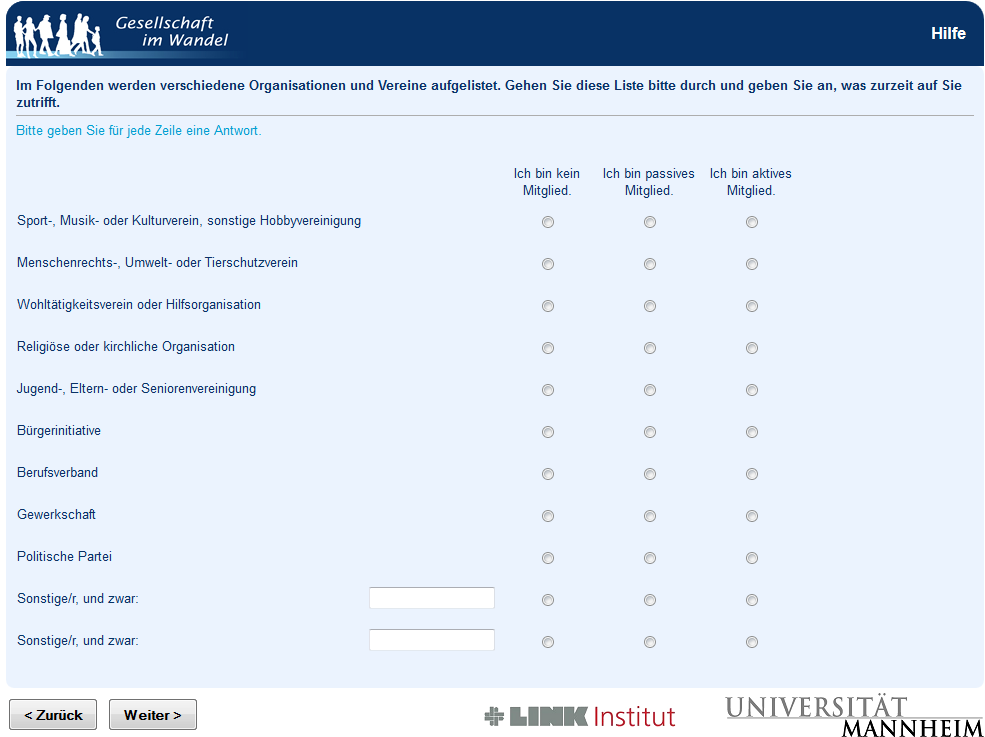 Gesellschaft
im Wandel
Hilfe
Im Folgenden werden verschiedene Organisationen und Vereine aufgelistet. Gehen Sie diese Liste bitte durch und geben Sie an, was zurzeit auf Sie
zutrifft.
Bitte geben Sie für jede Zeile eine Antwort.
Ich bin kein Mitglied.
Ich bin passives Mitglied.
Ich bin aktives Mitglied.
Sport-, Musik- oder Kulturverein, sonstige Hobbyvereinigung
Menschenrechts-, Umwelt- oder Tierschutzverein
Wohltätigkeitsverein oder Hilfsorganisation
Religiöse oder kirchliche Organisation
Jugend-, Eltern- oder Seniorenvereinigung
Bürgerinitiative
Berufsverband
Gewerkschaft
Politische Partei
Sonstige/r, und zwar:
Sonstige/r, und zwar:
< Zurück
Weiter >
LINK Institut
UNIVERSITÄT
MANNHEIM